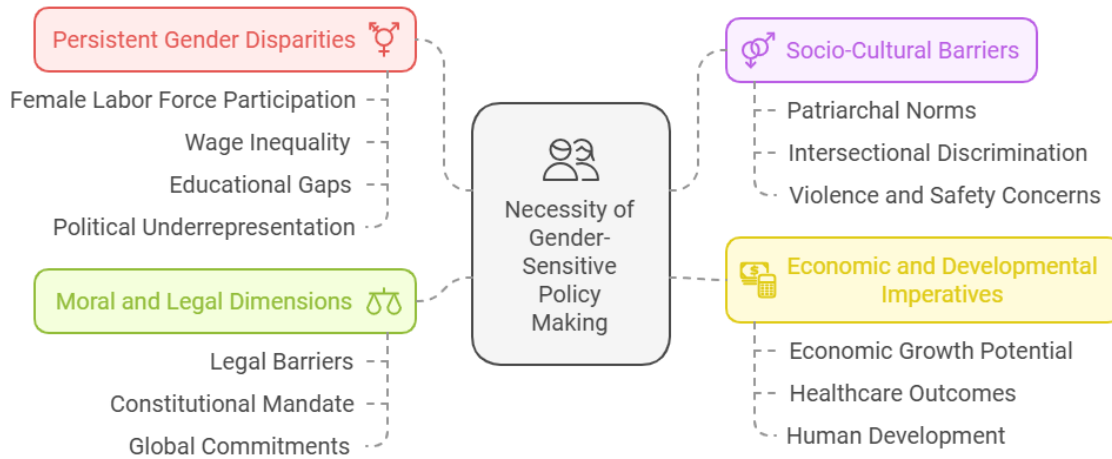 Persistent Gender Disparities
Female Labor Force Participation
Wage Inequality
Educational Gaps
Political Underrepresentation
Moral and Legal Dimensions
Legal Barriers
Constitutional Mandate
Global Commitments
Necessity of
Gender-
Sensitive
Policy
Making
Socio-Cultural Barriers
Patriarchal Norms
Intersectional Discrimination
Violence and Safety Concerns
Economic and Developmental
Imperatives
Economic Growth Potential
Healthcare Outcomes
Human Development